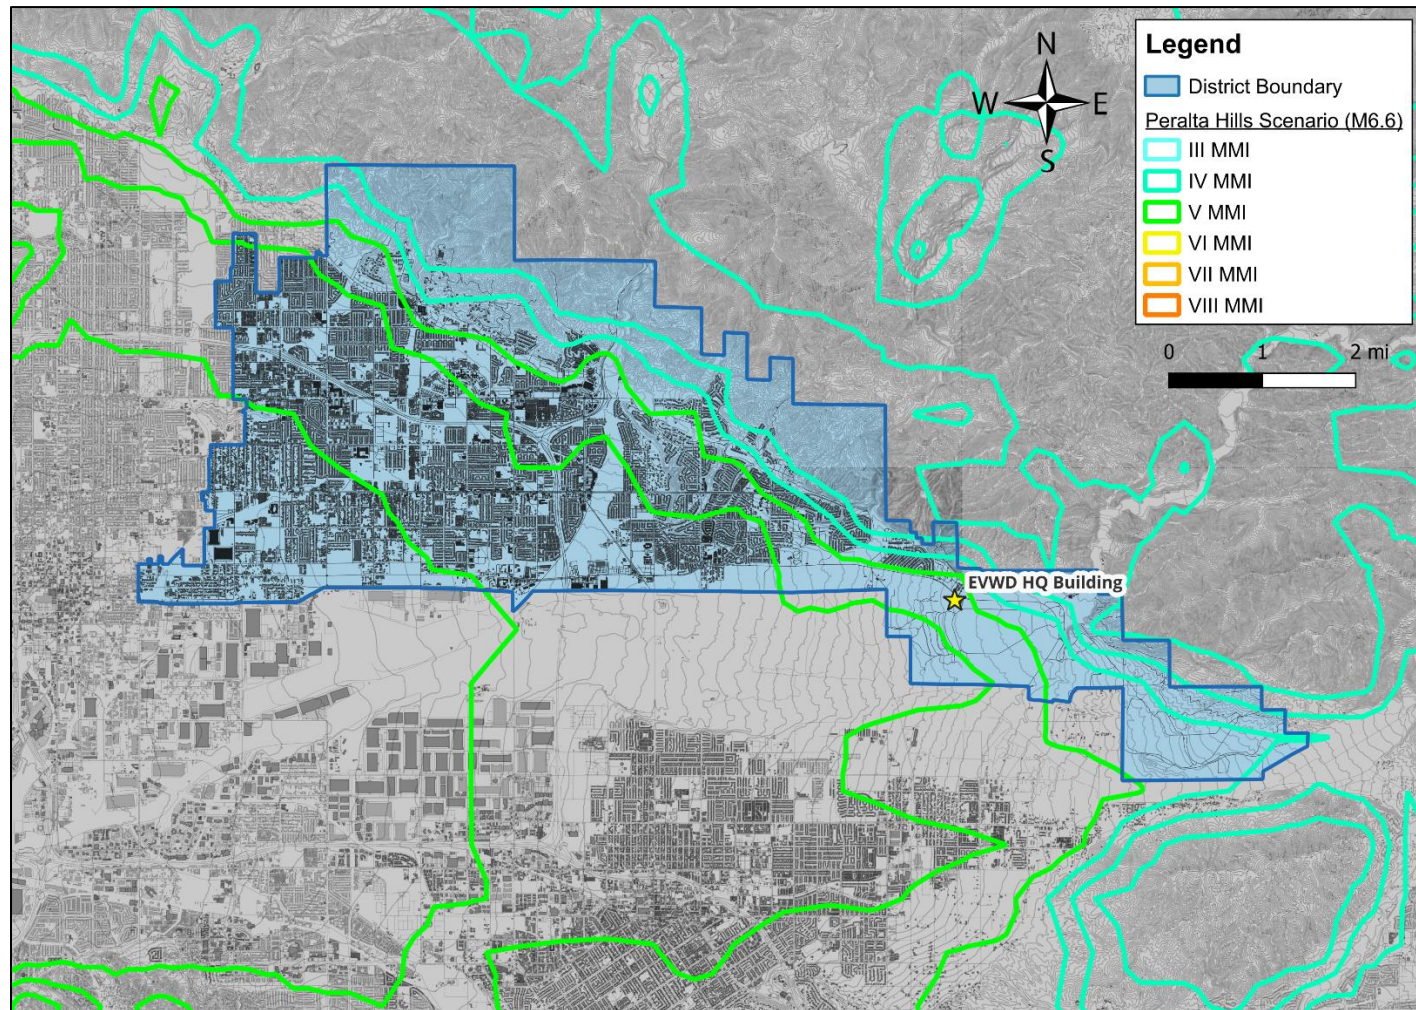 Legend
District Boundary
Peralta Hills Scenario (M6.6)
III MMI
IV MMI
V MMI
VI MMI
VII MMI
VIII MMI
N
W E
S
0 1 2 mi
EVWD HQ Building